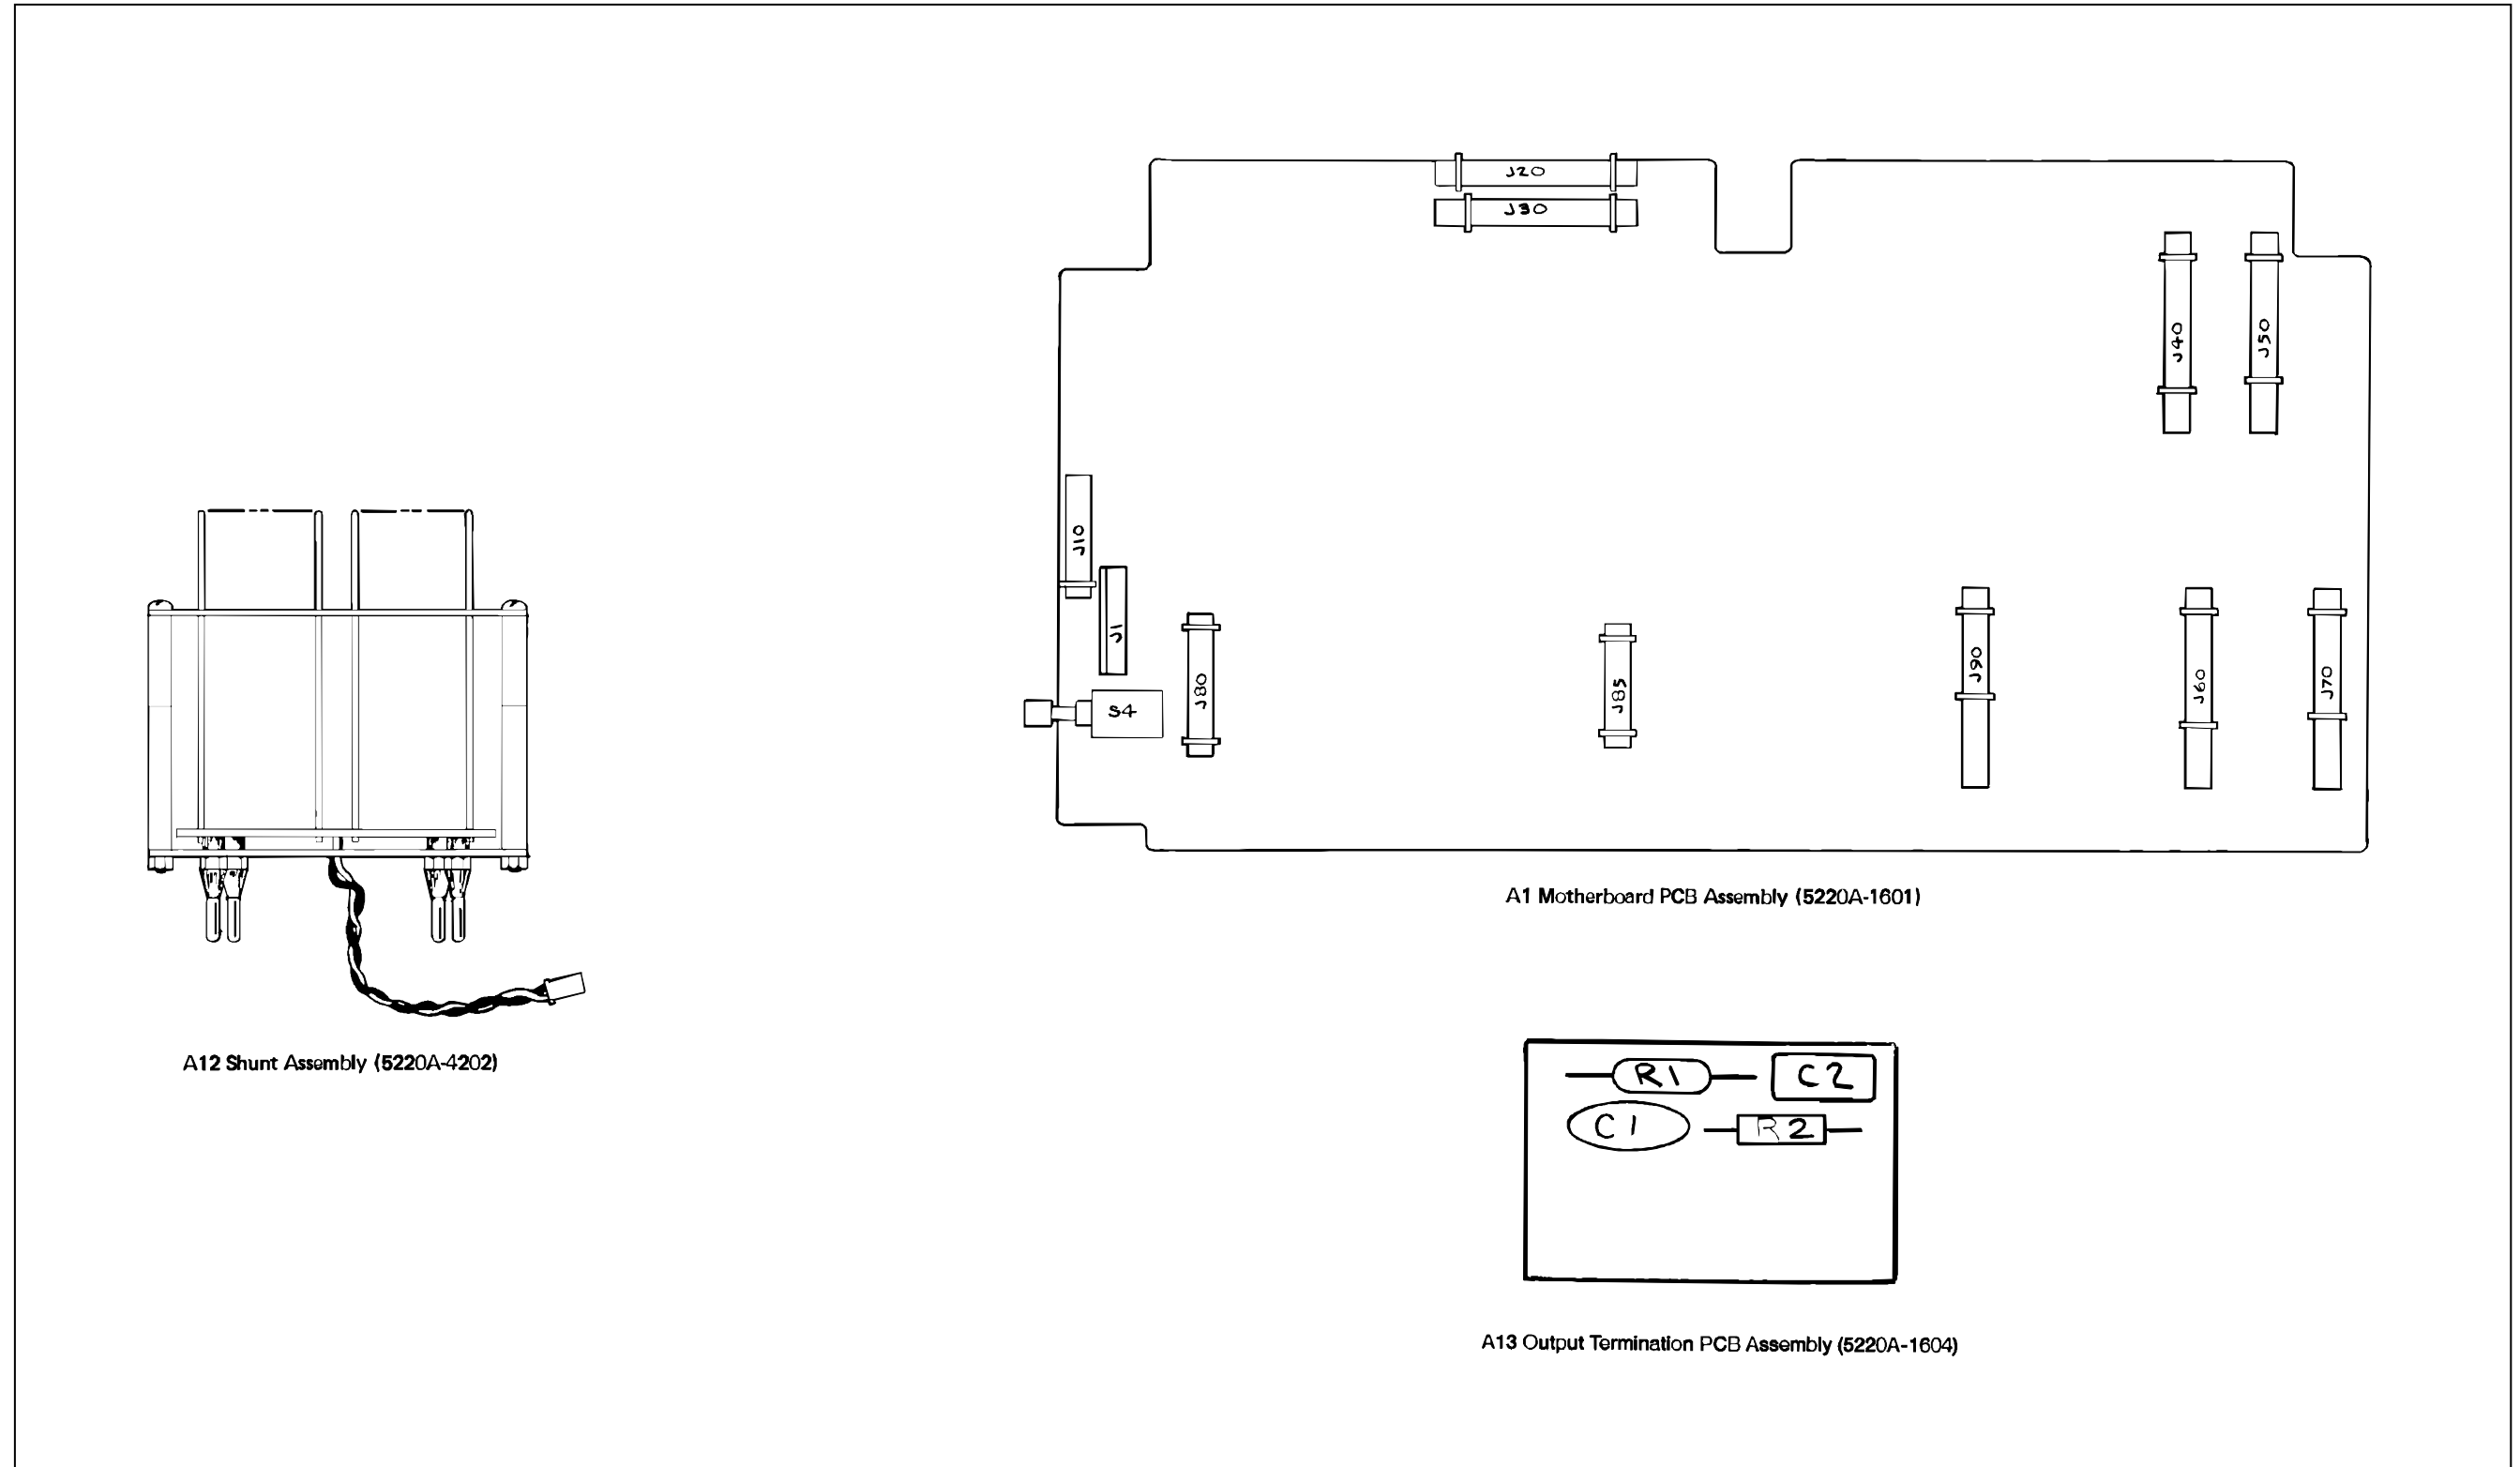 J20
J30
J40
J50
J10
J1
J80
S4
J85
J90
J60
J70
A1 Motherboard PCB Assembly (5220A-1601)
A12 Shunt Assembly (5220A-4202)
R1
C2
C1
R2
A13 Output Termination PCB Assembly (5220A-1604)